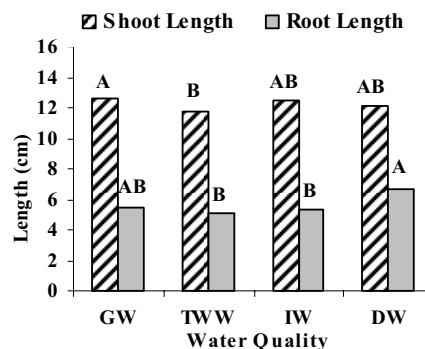 Shoot Length Root Length
16
14
12
10
8
6
4
2
0
Length (cm)
A B AB AB
AB B B A
GW TWW IW DW
Water Quality